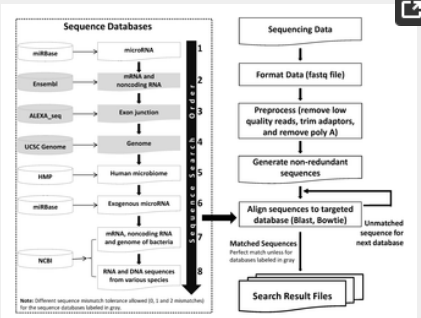 Sequence Databases
miRBase
microRNA
1
Ensembl
mRNA and
noncoding RNA
2
ALEXA_seq
Exon junction
3
UCSC Genome
Genome
4
HMP
Human microbiome
5
miRBase
Exogenous microRNA
6
NCBI
mRNA, noncoding RNA
and genome of bacteria
7
RNA and DNA sequences
from various species
8
Sequence Search Order
Note: Different sequence mismatch tolerance allowed (0, 1 and 2 mismatches)
for the sequence databases labeled in gray.
Sequencing Data
Format Data (fastq file)
Preprocess (remove low
quality reads, trim adaptors,
and remove poly A)
Generate non-redundant
sequences
Align sequences to targeted
database (Blast, Bowtie)
Unmatched
sequence for
next database
Matched Sequences
Perfect match unless for
databases labeled in gray
Search Result Files